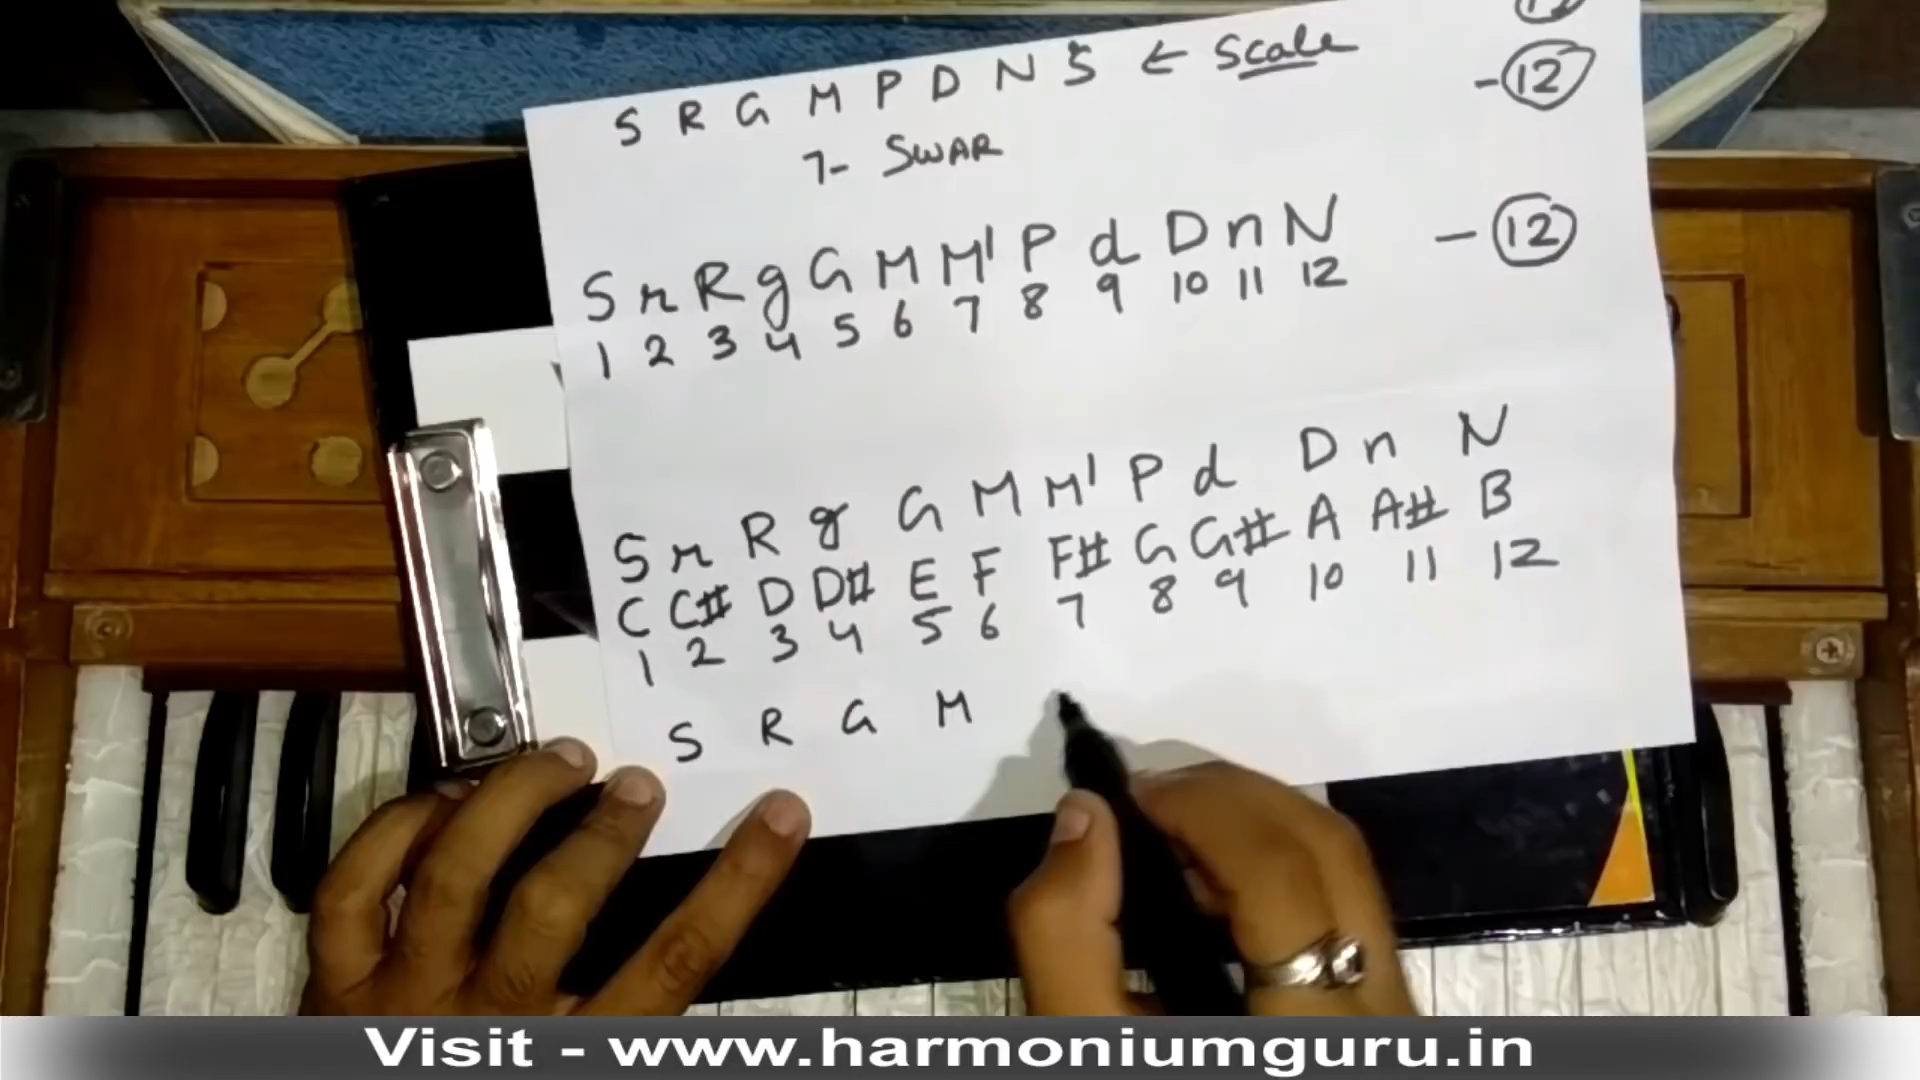 S R G M P D N Ṡ ← Scale
- 12
7- SWAR
S r R g G M M' P d D n N - 12
1 2 3 4 5 6 7 8 9 10 11 12
S r R g G M M' P d D n N
C C# D D# E F F# G G# A A# B
1 2 3 4 5 6 7 8 9 10 11 12
S R G M
Visit - www.harmoniumguru.in